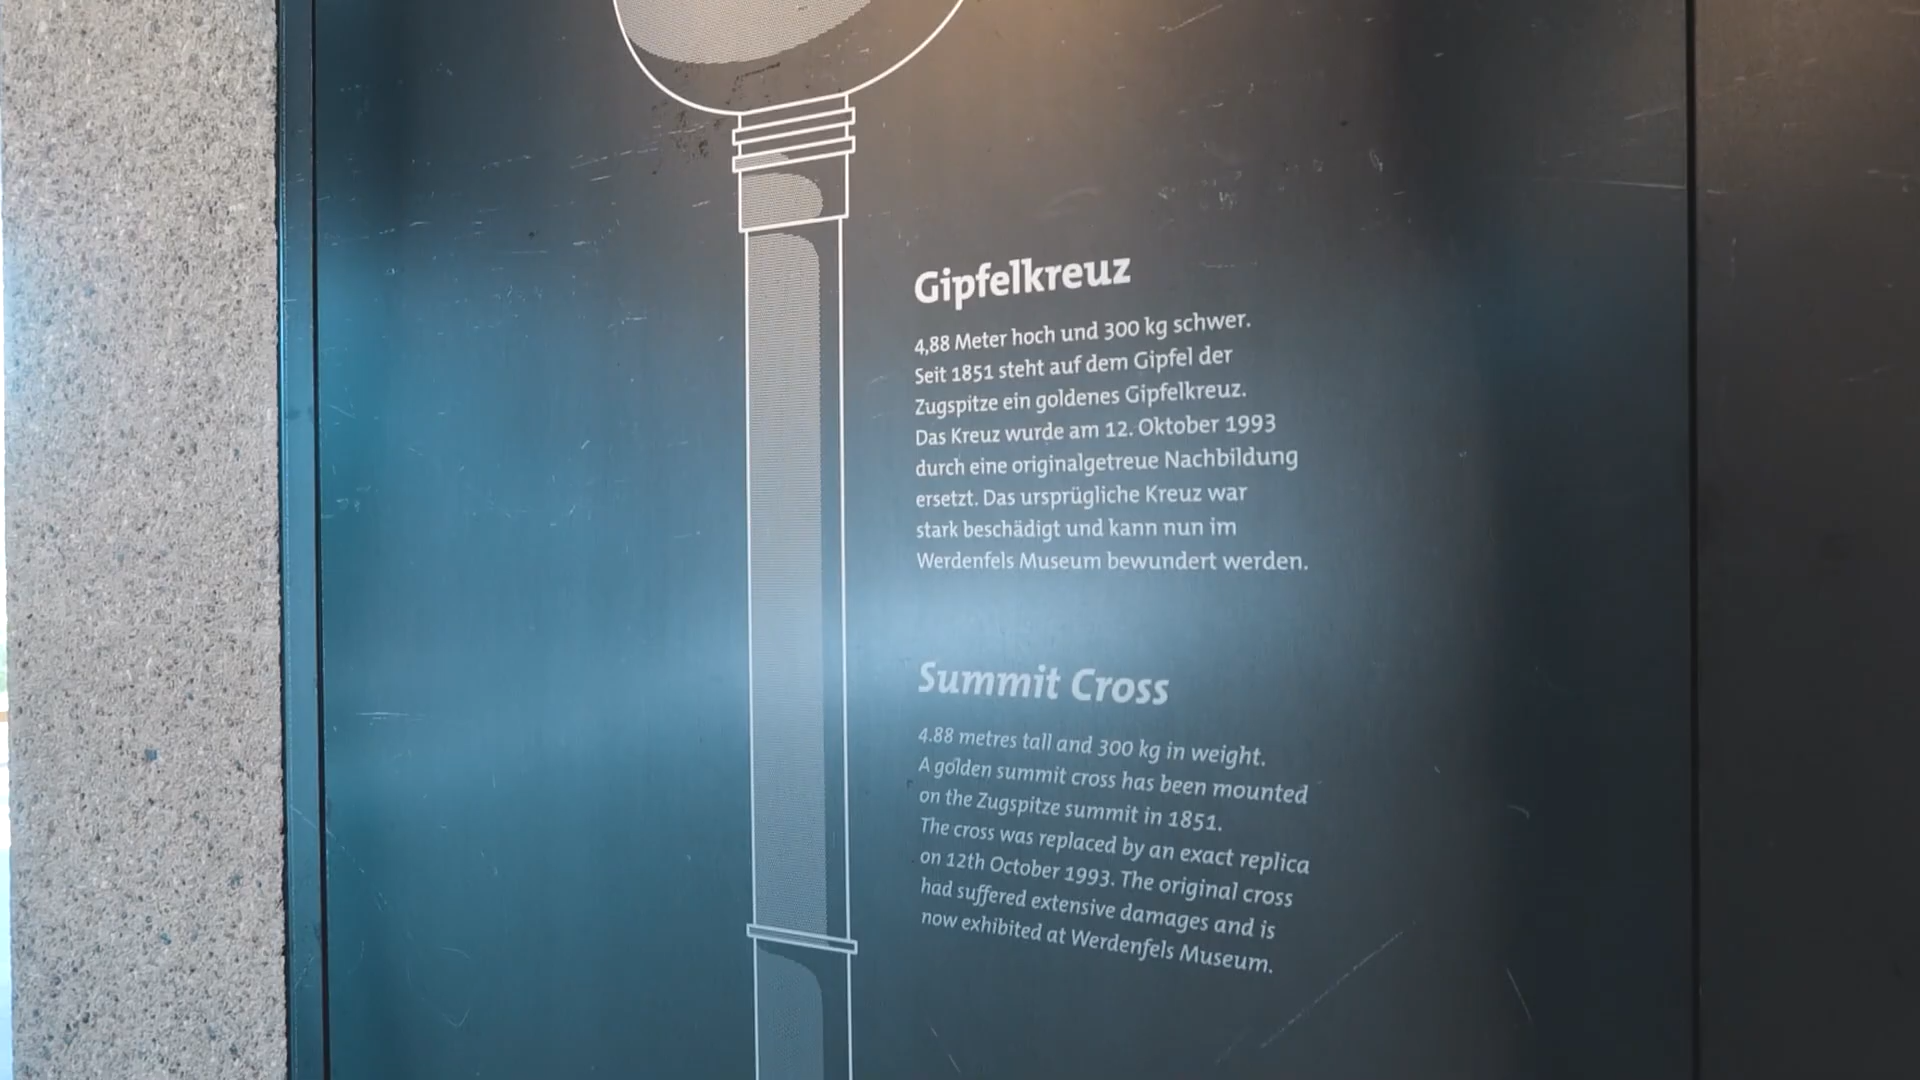 Gipfelkreuz
4,88 Meter hoch und 300 kg schwer.
Seit 1851 steht auf dem Gipfel der
Zugspitze ein goldenes Gipfelkreuz.
Das Kreuz wurde am 12. Oktober 1993
durch eine originalgetreue Nachbildung
ersetzt. Das ursprügliche Kreuz war
stark beschädigt und kann nun im
Werdenfels Museum bewundert werden.
Summit Cross
4.88 metres tall and 300 kg in weight.
A golden summit cross has been mounted
on the Zugspitze summit in 1851.
The cross was replaced by an exact replica
on 12th October 1993. The original cross
had suffered extensive damages and is
now exhibited at Werdenfels Museum.